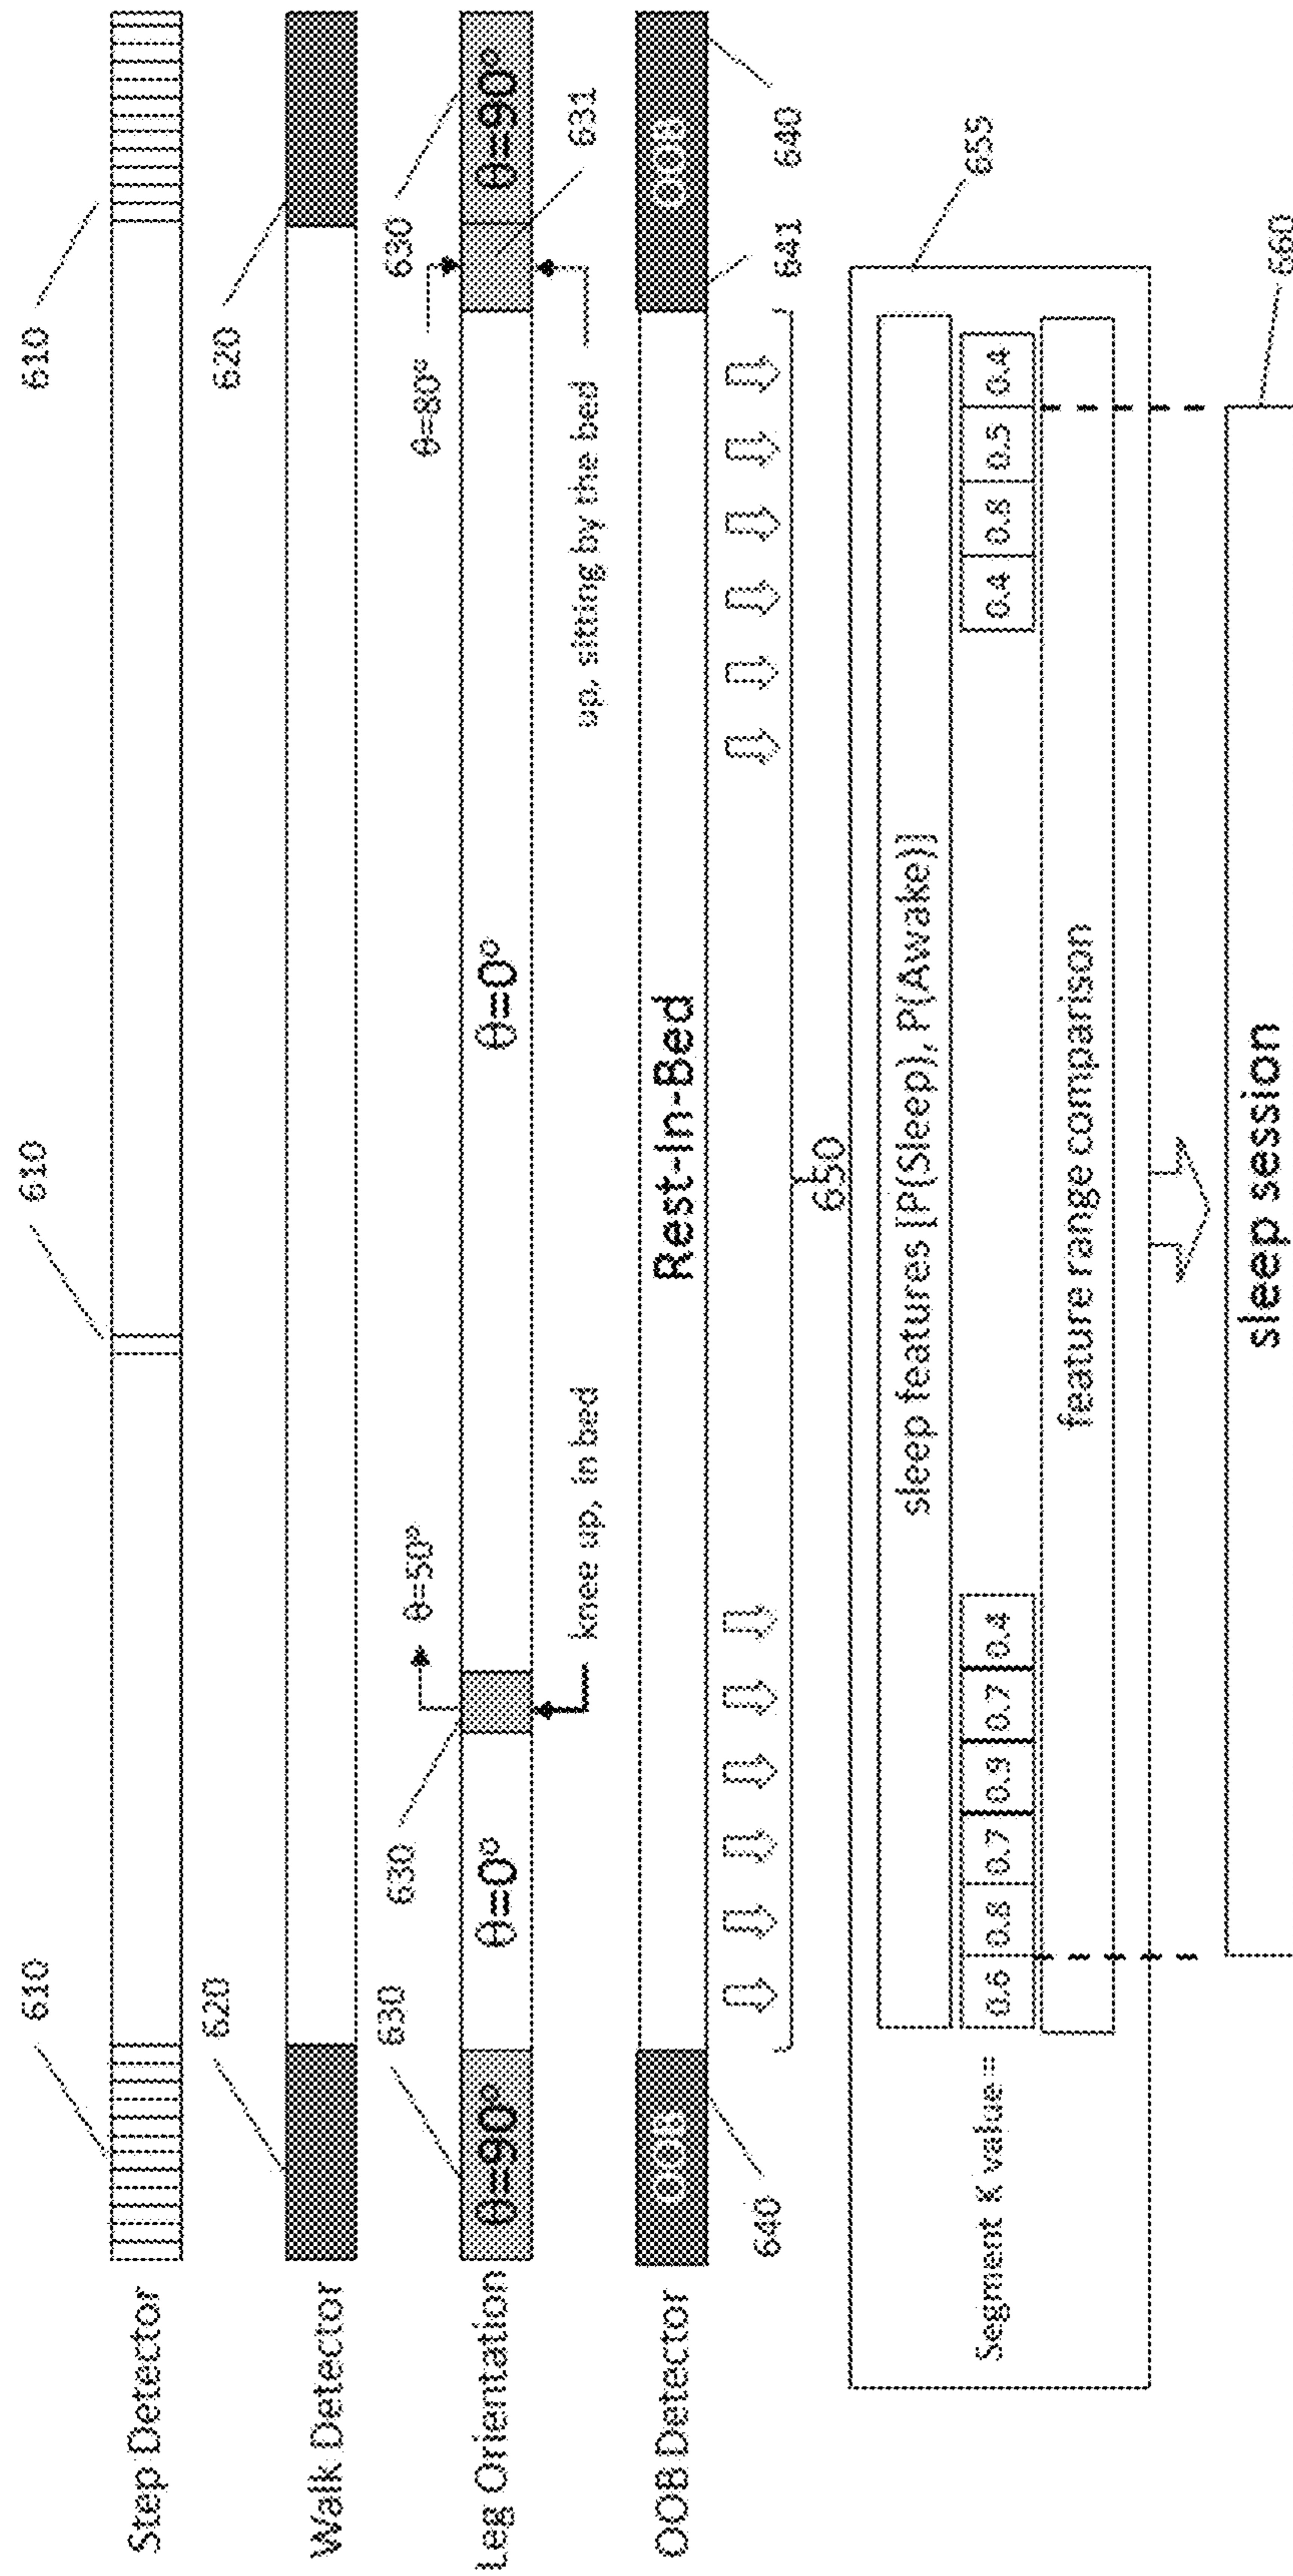 610 610 610
Step Detector
620 620
Walk Detector
630 630 θ=50° θ=80° 630
Leg Orientation θ=90° θ=0° θ=0° θ=90°
knee up, in bed up, sitting by the bed 631
OOB Detector OOB Rest-In-Bed OOB
640 641 640
650
655
sleep features [P(Sleep), P(Awake)]
Segment K value= 0.6 0.8 0.7 0.9 0.7 0.4 0.4 0.8 0.5 0.4
feature range comparison
660
sleep session